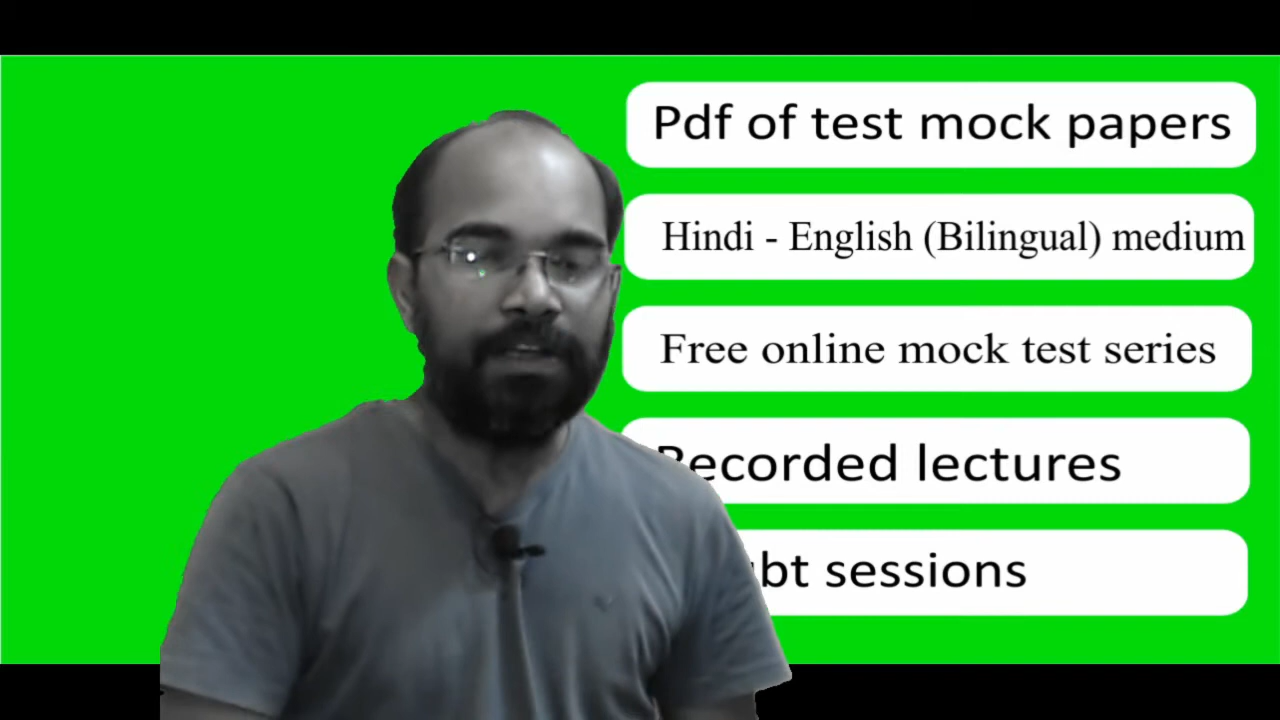 Pdf of test mock papers
Hindi - English (Bilingual) medium
Free online mock test series
Recorded lectures
sessions